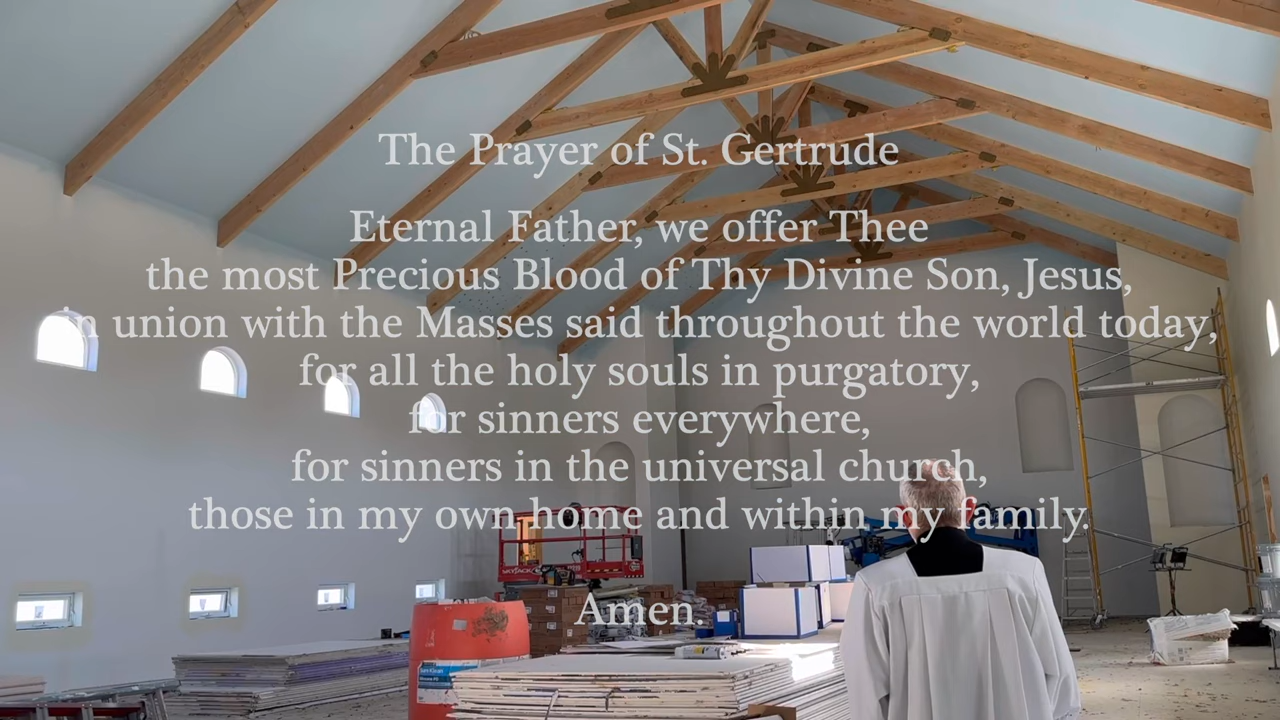 The Prayer of St. Gertrude
Eternal Father, we offer Thee
the most Precious Blood of Thy Divine Son, Jesus,
in union with the Masses said throughout the world today,
for all the holy souls in purgatory,
for sinners everywhere,
for sinners in the universal church,
those in my own home and within my family.
Amen.
SKYJACK